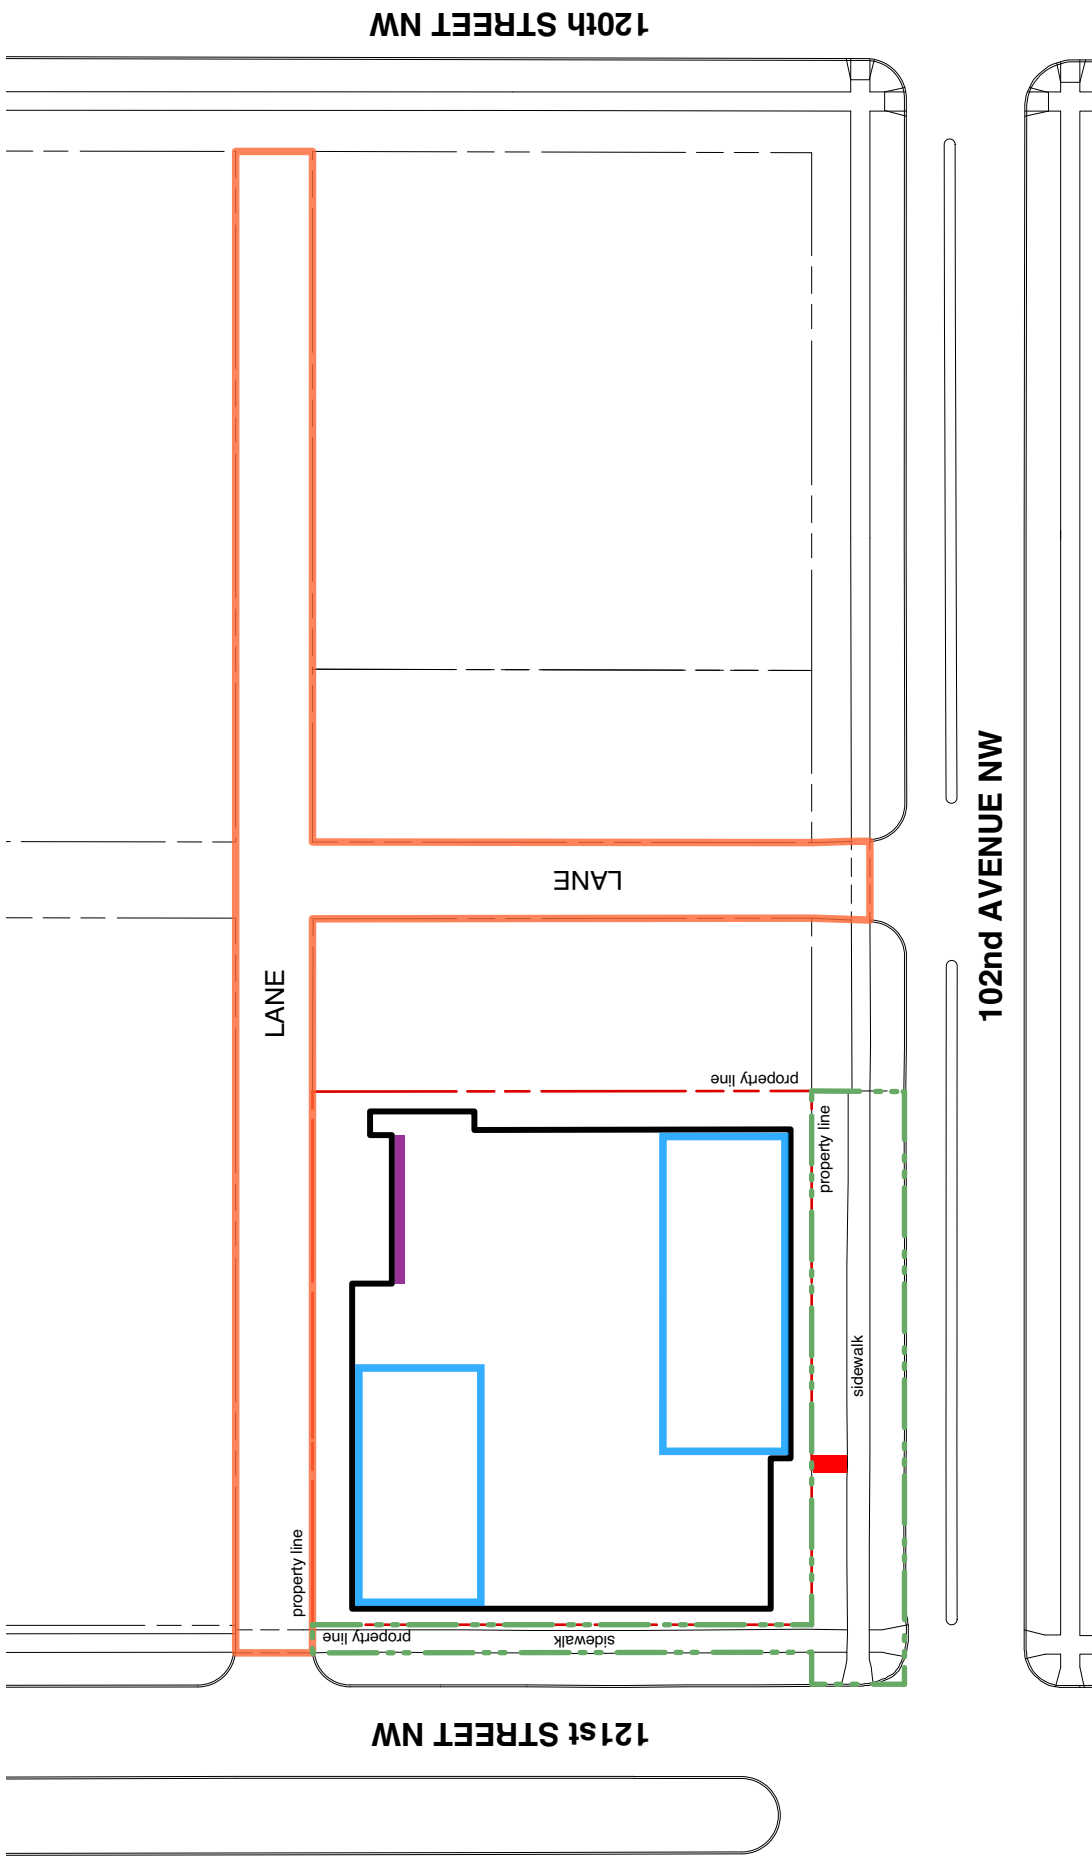 120th STREET NW
102nd AVENUE NW
LANE
LANE
property line
property line
sidewalk
property line
property line
sidewalk
121st STREET NW